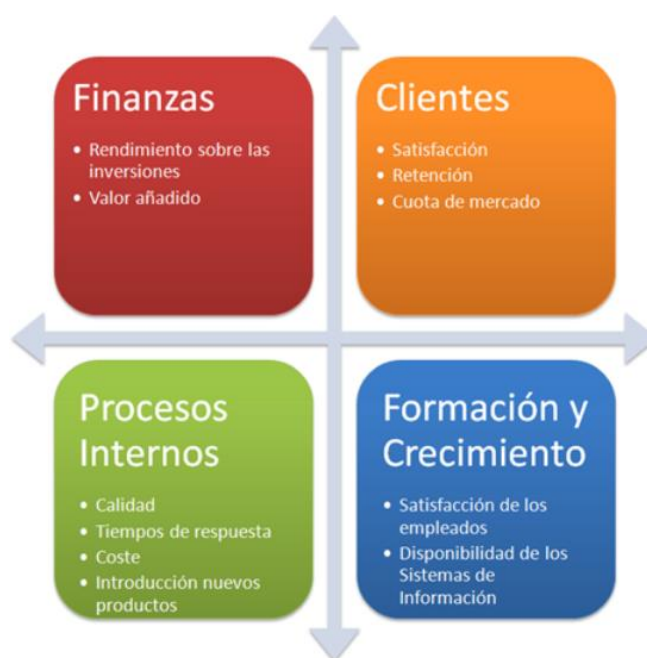 Finanzas
• Rendimiento sobre las
inversiones
• Valor añadido
Clientes
• Satisfacción
• Retención
• Cuota de mercado
Procesos
Internos
• Calidad
• Tiempos de respuesta
• Coste
• Introducción nuevos
productos
Formación y
Crecimiento
• Satisfacción de los
empleados
• Disponibilidad de los
Sistemas de
Información